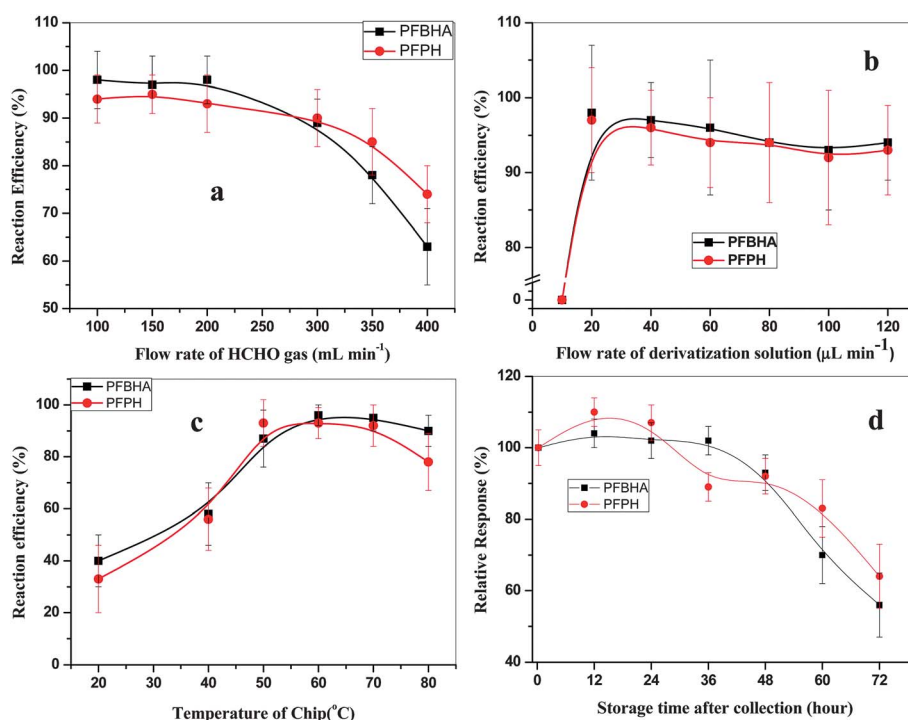 110
100
90
80
70
60
50
Reaction Efficiency (%)
PFBHA
PFPH
a
100 150 200 250 300 350 400
Flow rate of HCHO gas (mL min⁻¹)
110
100
90
80
0
Reaction efficiency (%)
b
PFBHA
PFPH
0 20 40 60 80 100 120
Flow rate of derivatization solution (μL min⁻¹)
120
100
80
60
40
20
0
Reaction efficiency (%)
PFBHA
PFPH
c
20 30 40 50 60 70 80
Temperature of Chip(°C)
120
100
80
60
40
Relative Response (%)
d
PFBHA
PFPH
0 12 24 36 48 60 72
Storage time after collection (hour)